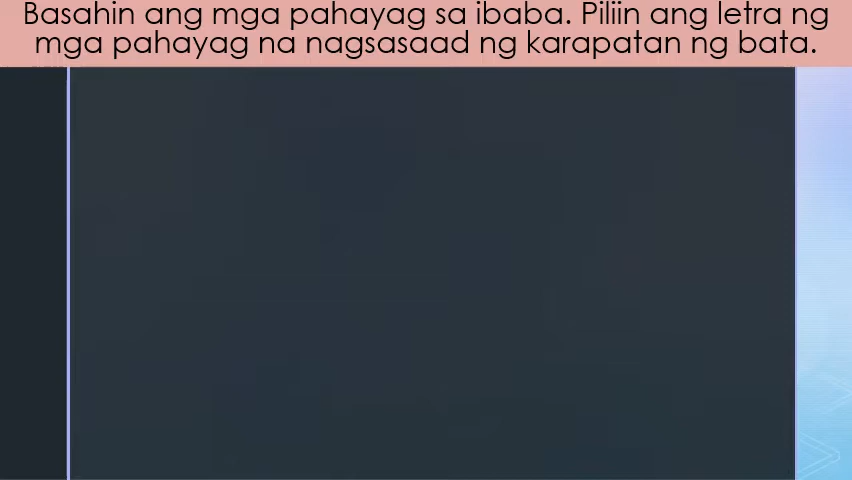 Basahin ang mga pahayag sa ibaba. Piliin ang letra ng
mga pahayag na nagsasaad ng karapatan ng bata.